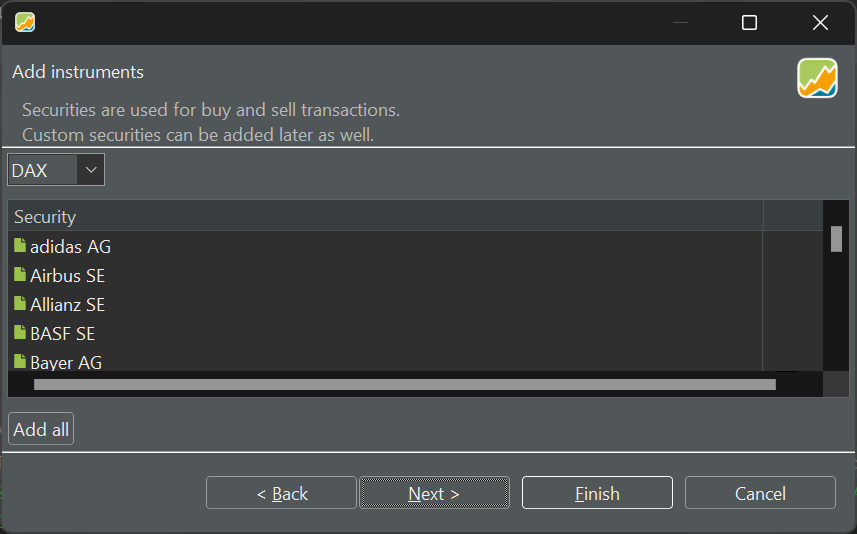 Add instruments
Securities are used for buy and sell transactions.
Custom securities can be added later as well.
DAX
Security
adidas AG
Airbus SE
Allianz SE
BASF SE
Bayer AG
Add all
< Back
Next >
Finish
Cancel